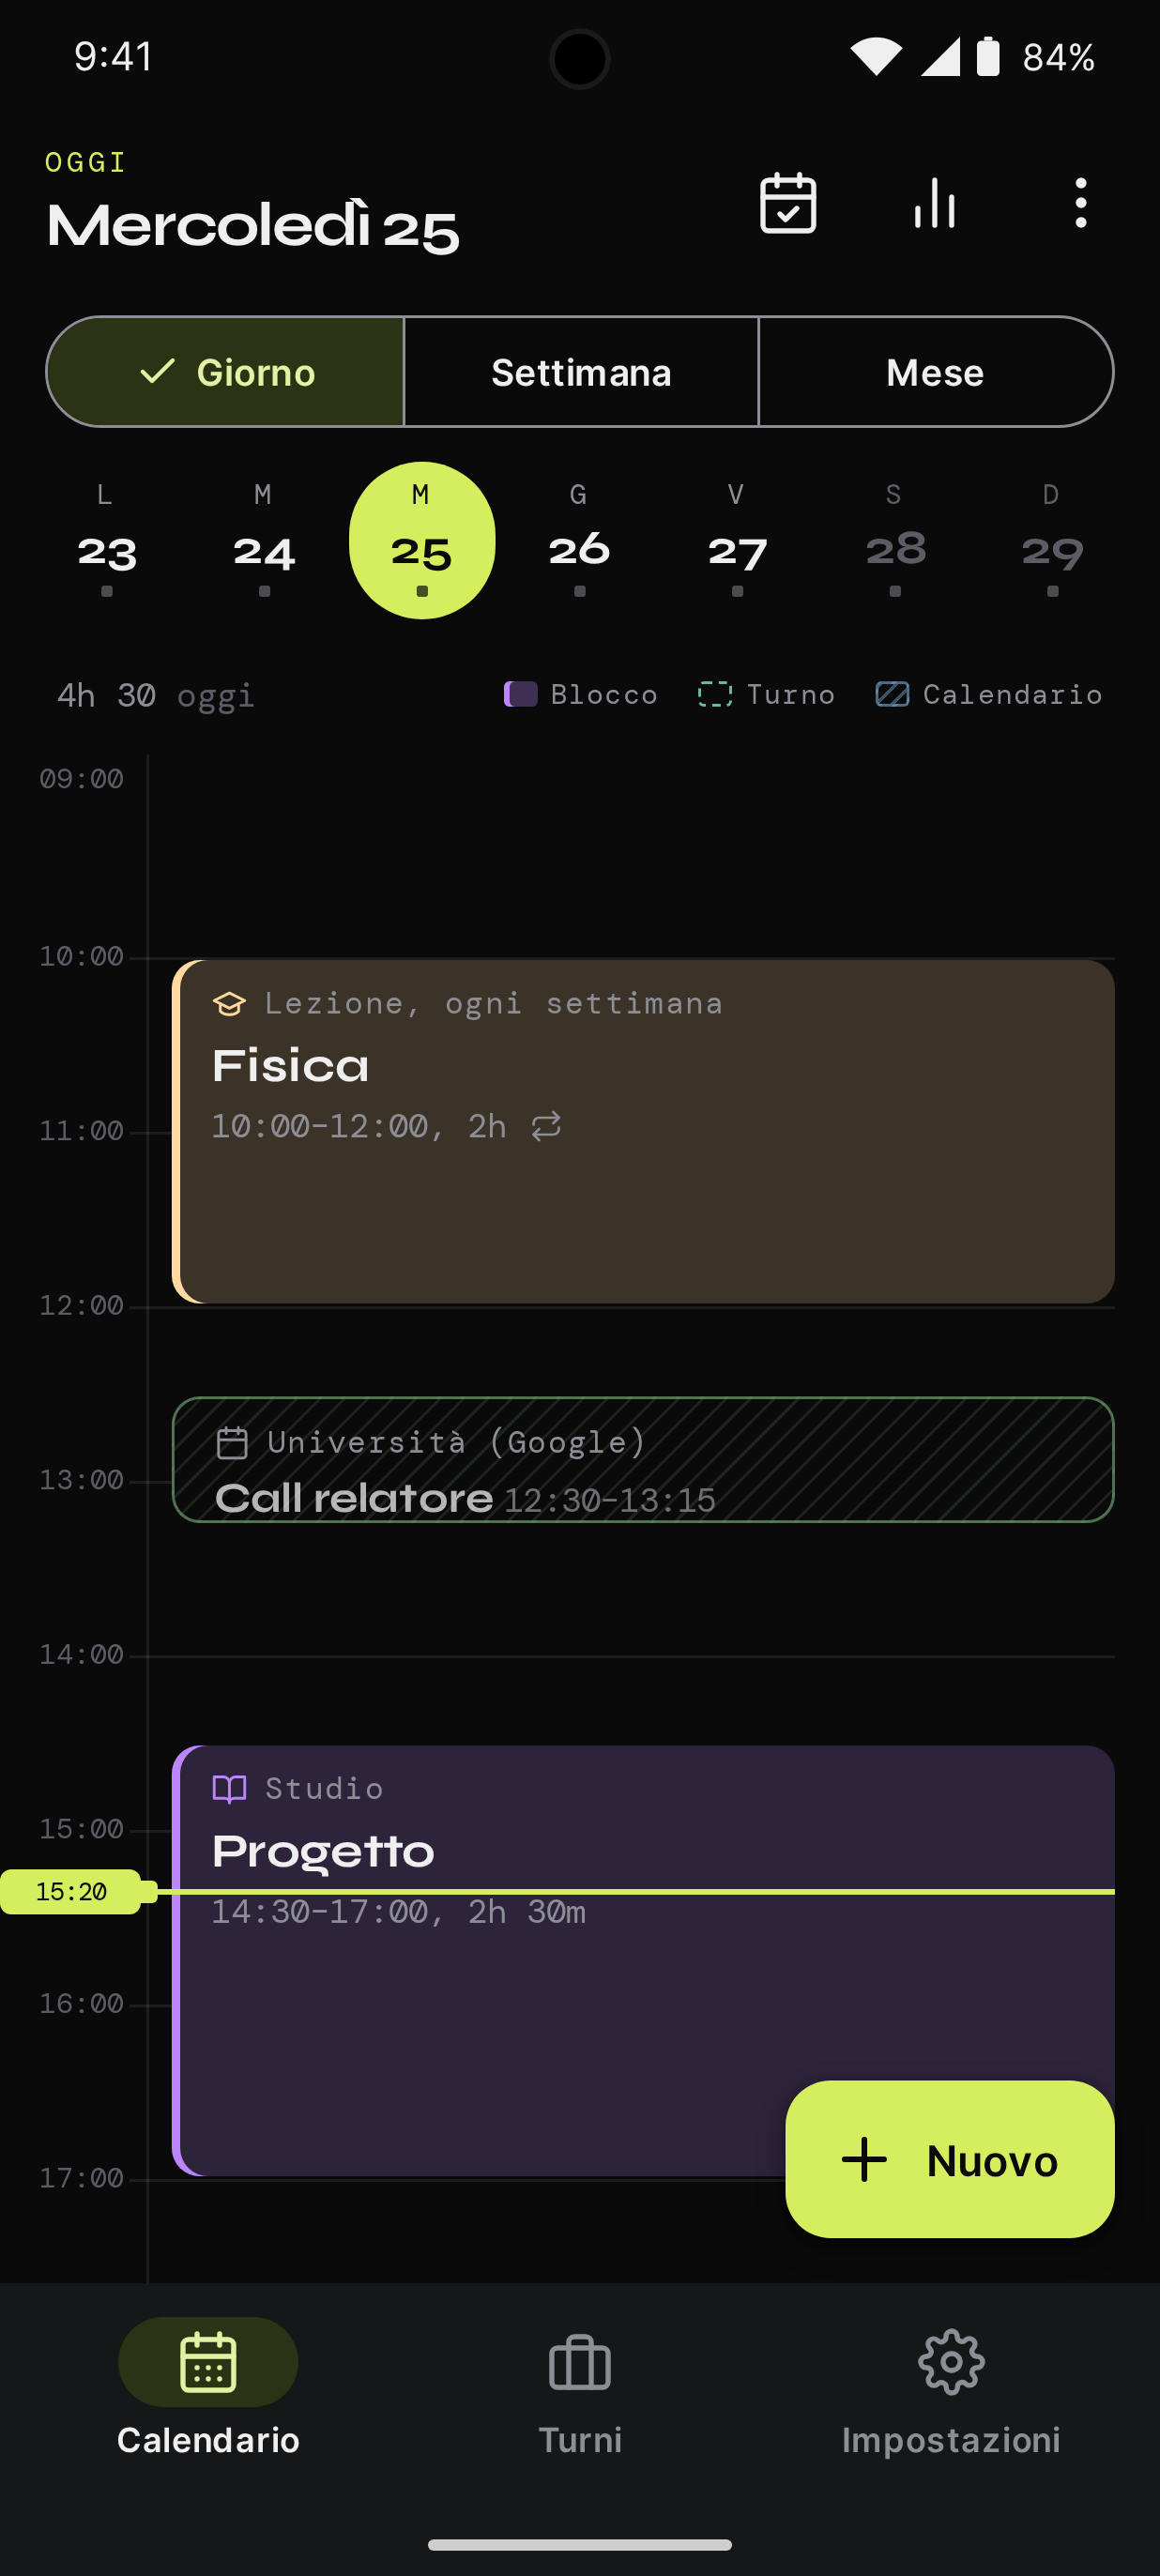 9:41
84%
OGGI
Mercoledì 25
Giorno Settimana Mese
L M M G V S D
23 24 25 26 27 28 29
4h 30 oggi
Blocco Turno Calendario
09:00
10:00
Lezione, ogni settimana
Fisica
10:00–12:00, 2h
11:00
12:00
Università (Google)
13:00
Call relatore 12:30–13:15
14:00
Studio
15:00
Progetto
15:20
14:30–17:00, 2h 30m
16:00
Nuovo
17:00
Calendario Turni Impostazioni